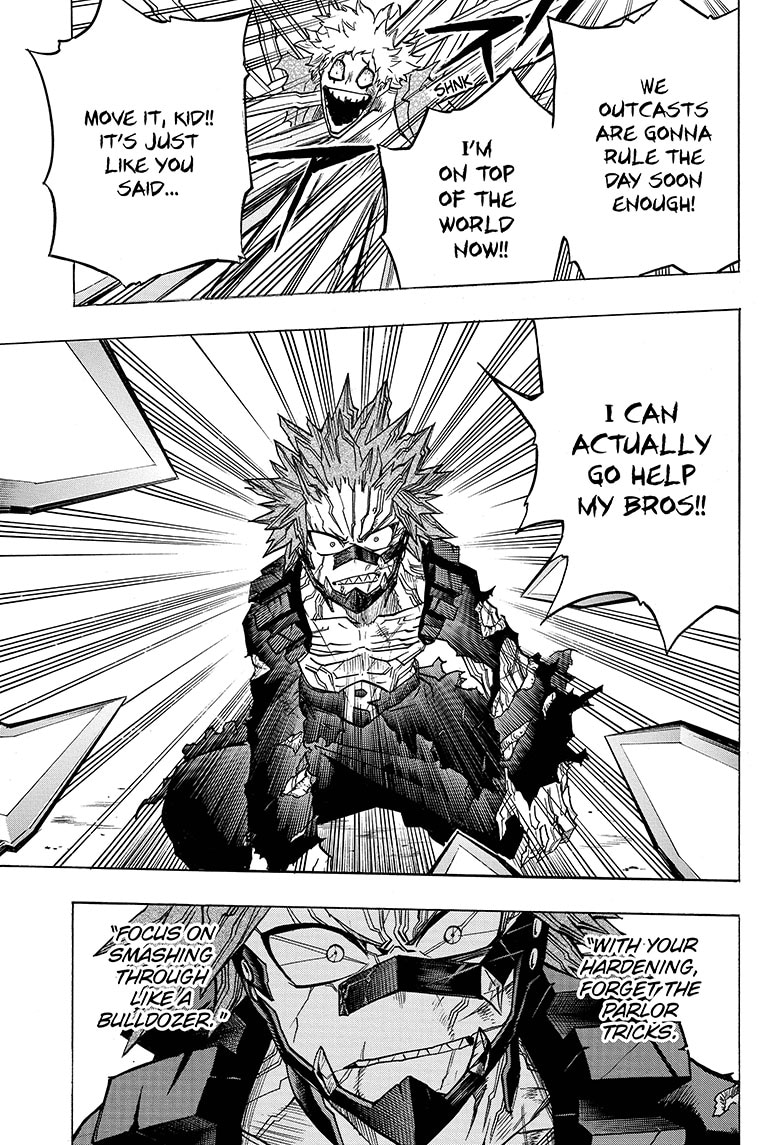 WE
OUTCASTS
ARE GONNA
RULE THE
DAY SOON
ENOUGH!
SHNK
I'M
ON TOP
OF THE
WORLD
NOW!!
MOVE IT, KID!!
IT'S JUST
LIKE YOU
SAID...
I CAN
ACTUALLY
GO HELP
MY BROS!!
R
"WITH YOUR
HARDENING,
FORGET THE
PARLOR
TRICKS.
"FOCUS ON
SMASHING
THROUGH
LIKE A
BULLDOZER."